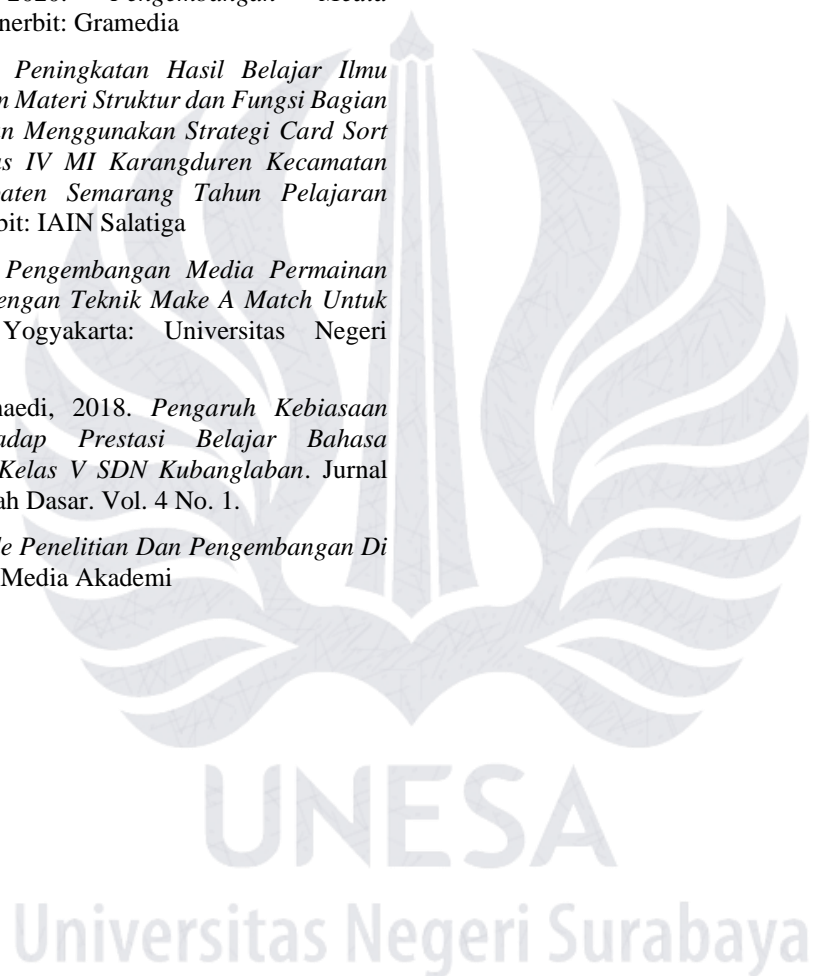 Pengembangan Media
nerbit: Gramedia
Peningkatan Hasil Belajar Ilmu
n Materi Struktur dan Fungsi Bagian
n Menggunakan Strategi Card Sort
as IV MI Karangduren Kecamatan
paten Semarang Tahun Pelajaran
bit: IAIN Salatiga
Pengembangan Media Permainan
engan Teknik Make A Match Untuk
Yogyakarta: Universitas Negeri
naedi, 2018. Pengaruh Kebiasaan
adap Prestasi Belajar Bahasa
Kelas V SDN Kubanglaban. Jurnal
ah Dasar. Vol. 4 No. 1.
e Penelitian Dan Pengembangan Di
Media Akademi
UNESA
Universitas Negeri Surabaya